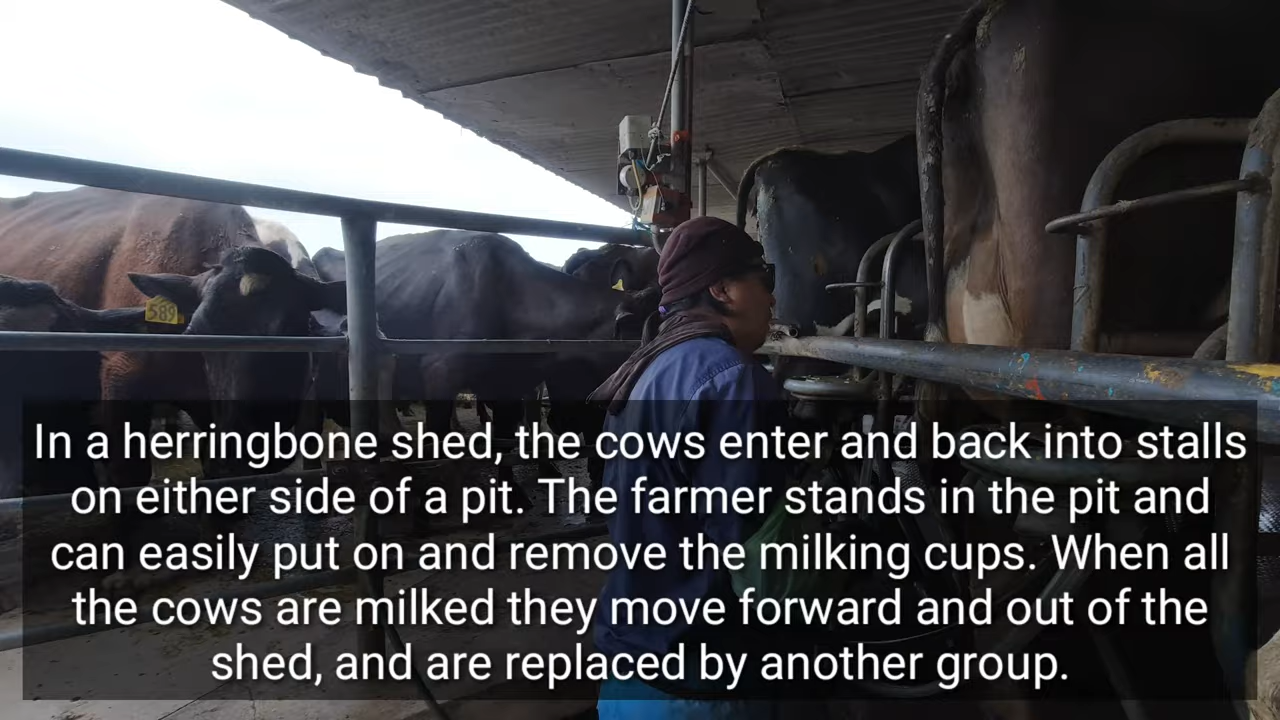 589
In a herringbone shed, the cows enter and back into stalls
on either side of a pit. The farmer stands in the pit and
can easily put on and remove the milking cups. When all
the cows are milked they move forward and out of the
shed, and are replaced by another group.